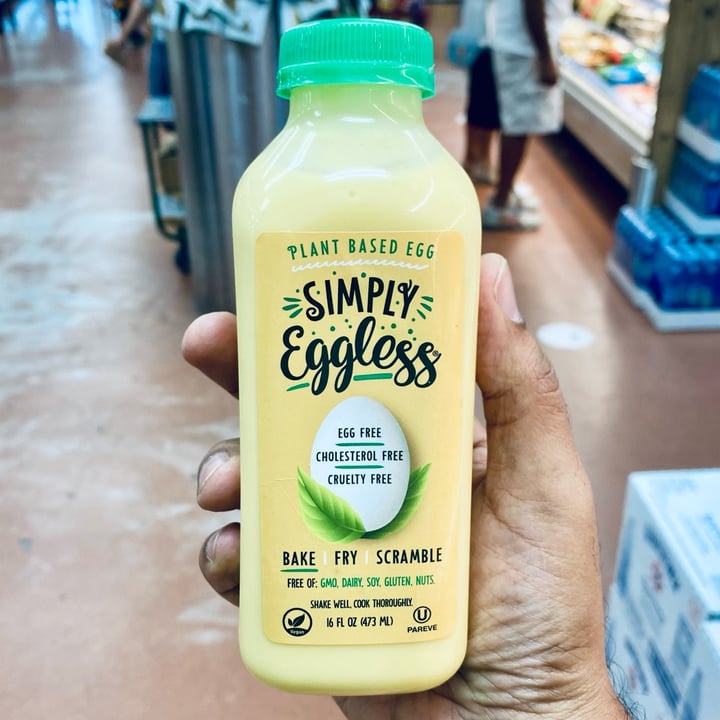 PLANT BASED EGG
SIMPLY
Eggless®
EGG FREE
CHOLESTEROL FREE
CRUELTY FREE
BAKE | FRY | SCRAMBLE
FREE OF: GMO, DAIRY, SOY, GLUTEN, NUTS.
SHAKE WELL, COOK THOROUGHLY.
Vegan
16 FL OZ (473 ML)
U
PAREVE